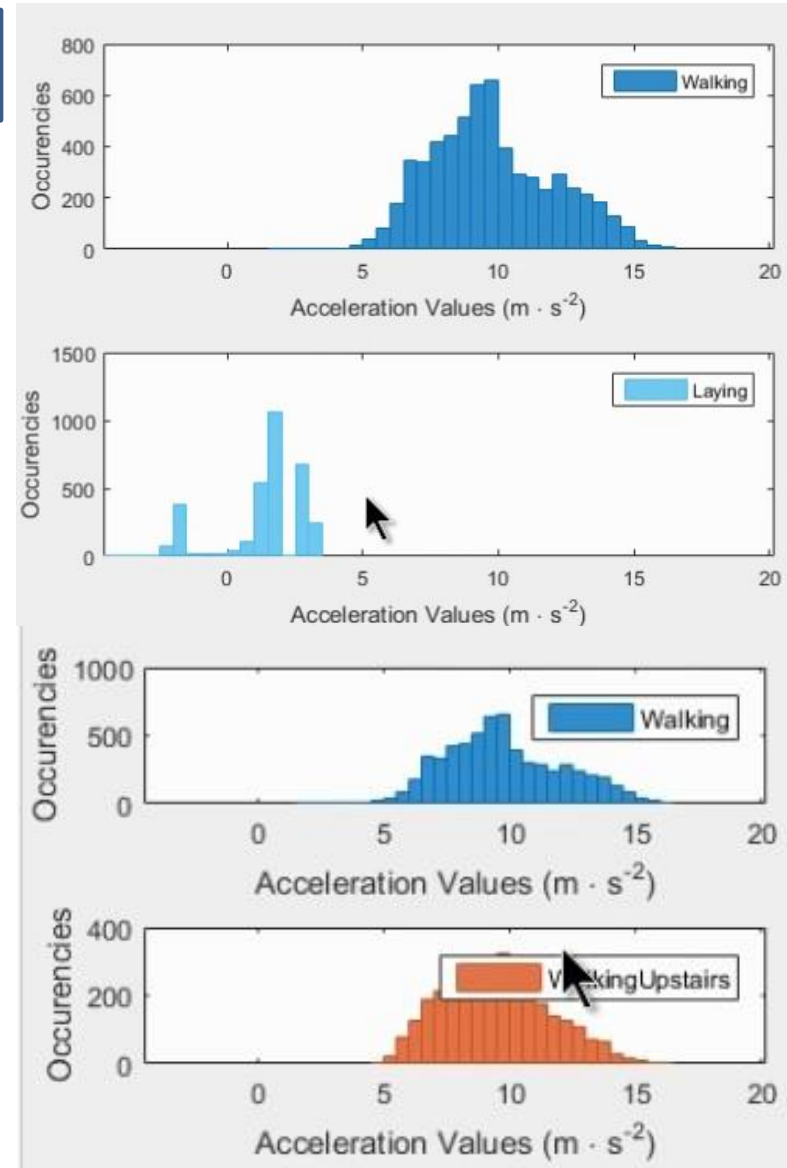 800
600
400
200
0
Occurencies
Walking
0 5 10 15 20
Acceleration Values (m · s-2)
1500
1000
500
0
Occurencies
Laying
0 5 10 15 20
Acceleration Values (m · s-2)
1000
500
0
Occurencies
Walking
0 5 10 15 20
Acceleration Values (m · s-2)
400
200
0
Occurencies
0 5 10 15 20
Acceleration Values (m · s-2)